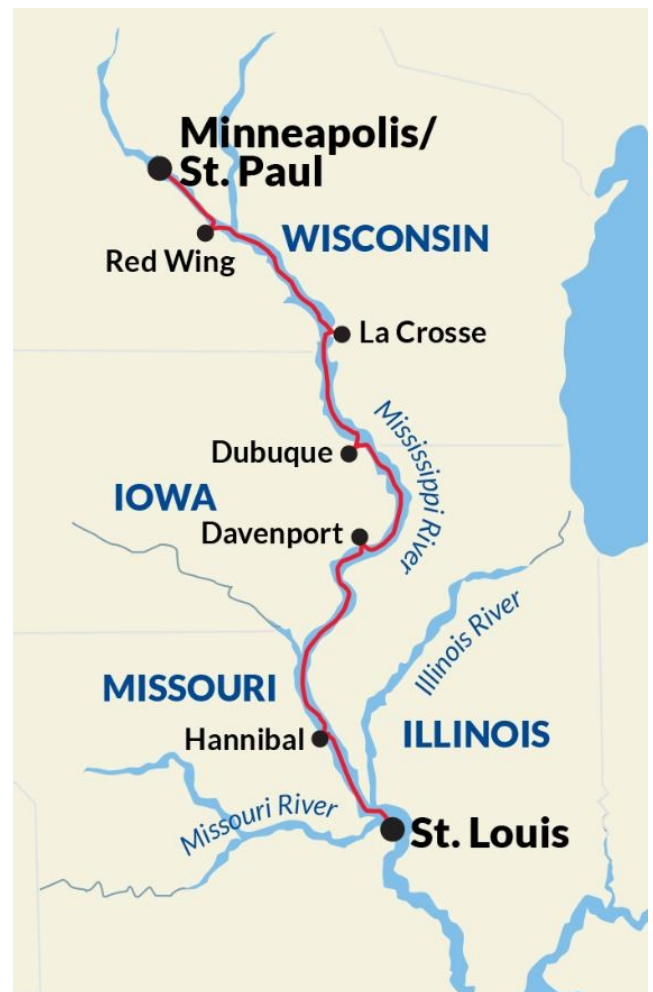 Minneapolis/
St. Paul
WISCONSIN
Red Wing
La Crosse
Mississippi River
Dubuque
IOWA
Davenport
Illinois River
MISSOURI
ILLINOIS
Hannibal
Missouri River
St. Louis